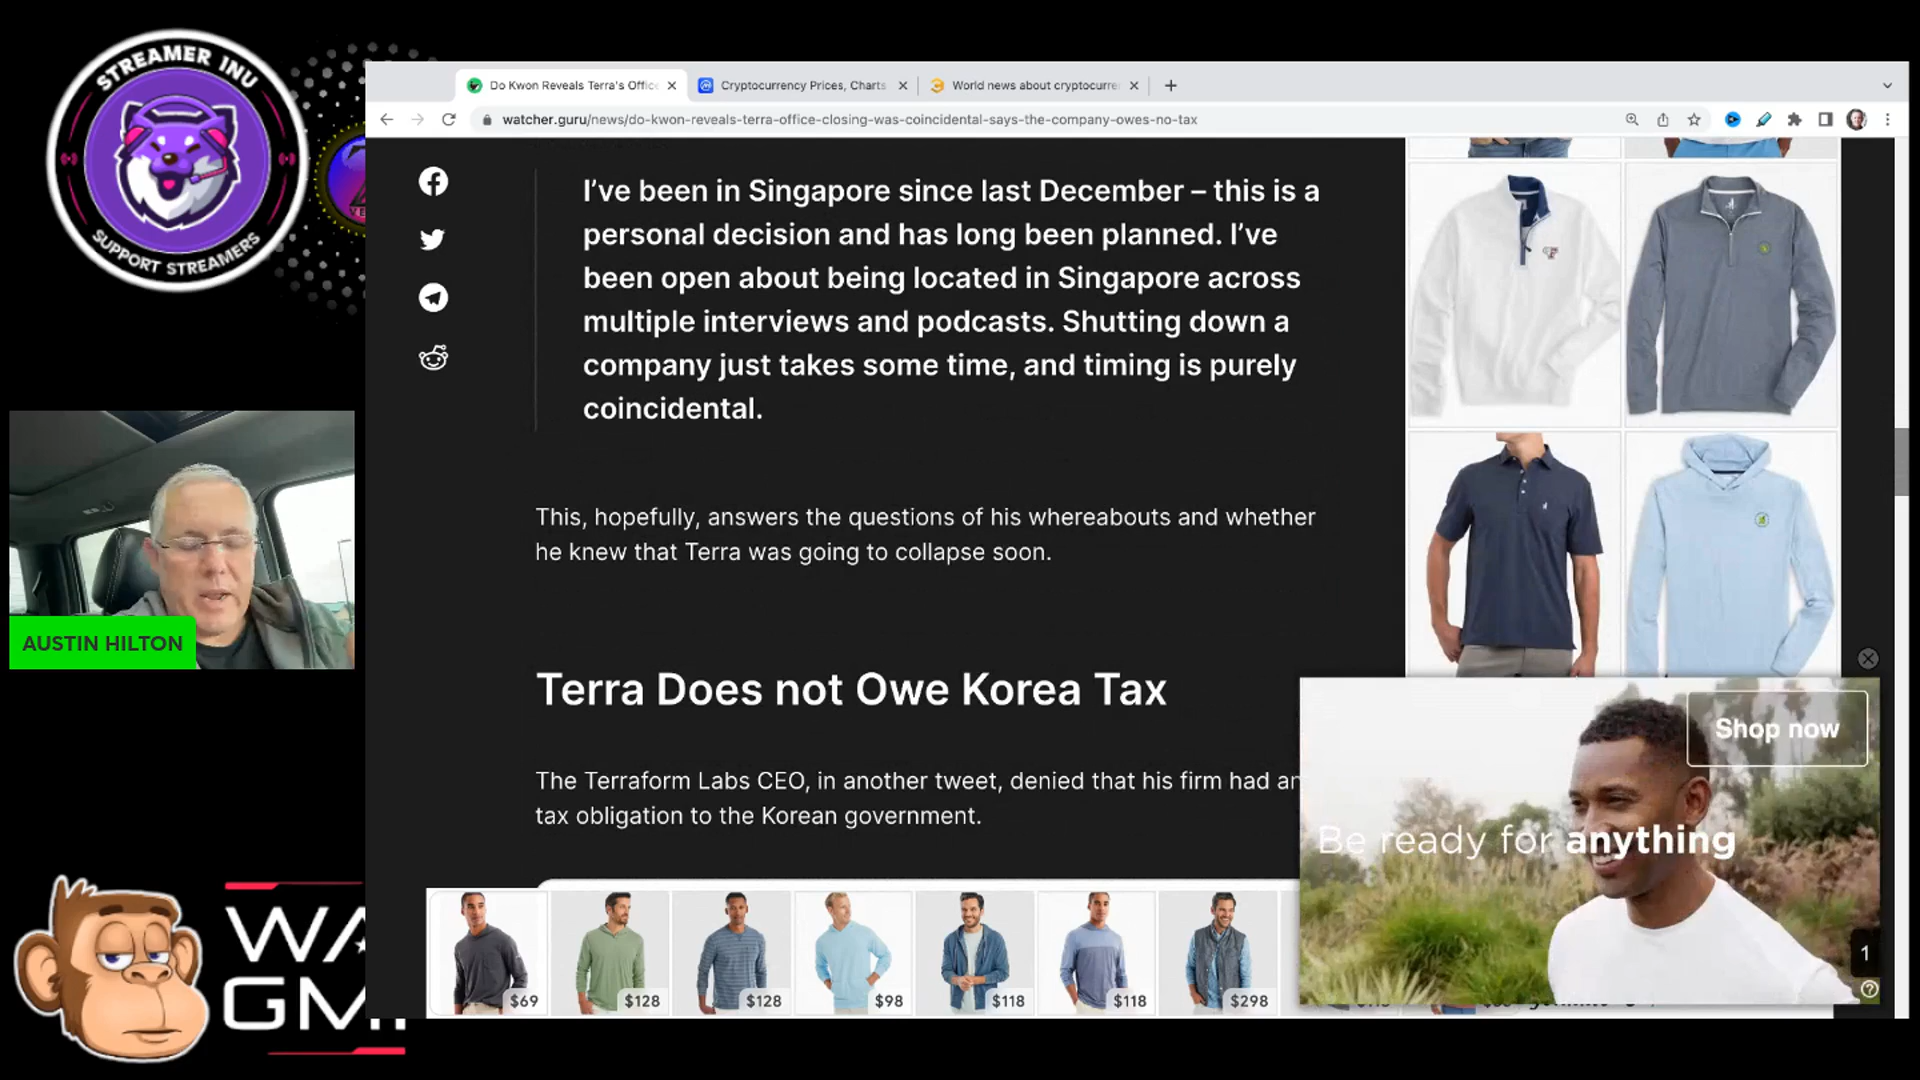 STREAMER INU
SUPPORT STREAMERS
Do Kwon Reveals Terra's Office
Cryptocurrency Prices, Charts
World news about cryptocurre
watcher.guru/news/do-kwon-reveals-terra-office-closing-was-coincidental-says-the-company-owes-no-tax
I've been in Singapore since last December – this is a
personal decision and has long been planned. I've
been open about being located in Singapore across
multiple interviews and podcasts. Shutting down a
company just takes some time, and timing is purely
coincidental.
This, hopefully, answers the questions of his whereabouts and whether
he knew that Terra was going to collapse soon.
Terra Does not Owe Korea Tax
The Terraform Labs CEO, in another tweet, denied that his firm had an
tax obligation to the Korean government.
AUSTIN HILTON
Shop now
Be ready for anything
1
$69
$128
$128
$98
$118
$118
$298
WA
GMI